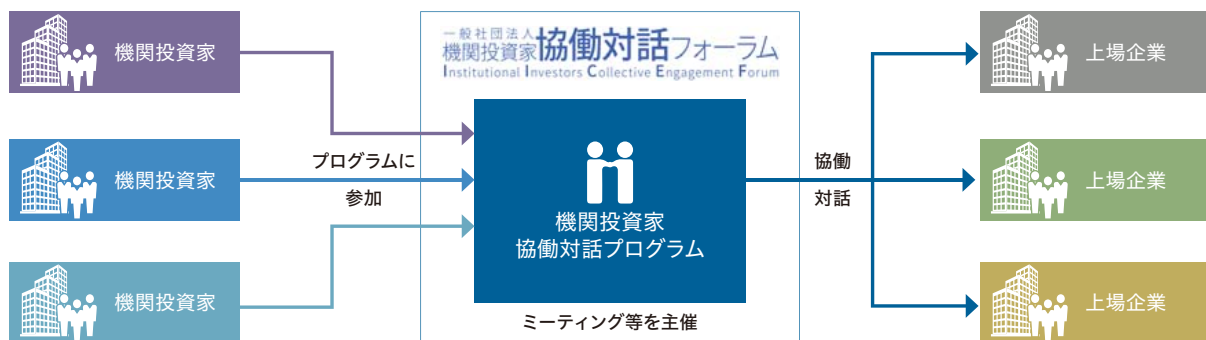 機関投資家
機関投資家
機関投資家
プログラムに
参加
一般社団法人
機関投資家協働対話フォーラム
Institutional Investors Collective Engagement Forum
機関投資家
協働対話プログラム
ミーティング等を主催
協働
対話
上場企業
上場企業
上場企業